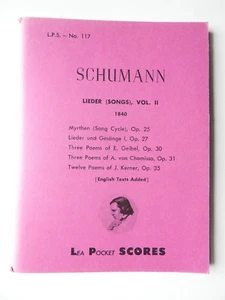 L.P.S. – No. 117
SCHUMANN
LIEDER (SONGS), VOL. II
1840
Myrthen (Song Cycle), Op. 25
Lieder und Gesänge I, Op. 27
Three Poems of E. Geibel, Op. 30
Three Poems of A. von Chamisso, Op. 31
Twelve Poems of J. Kerner, Op. 35
(English Texts Added)
LEA POCKET SCORES